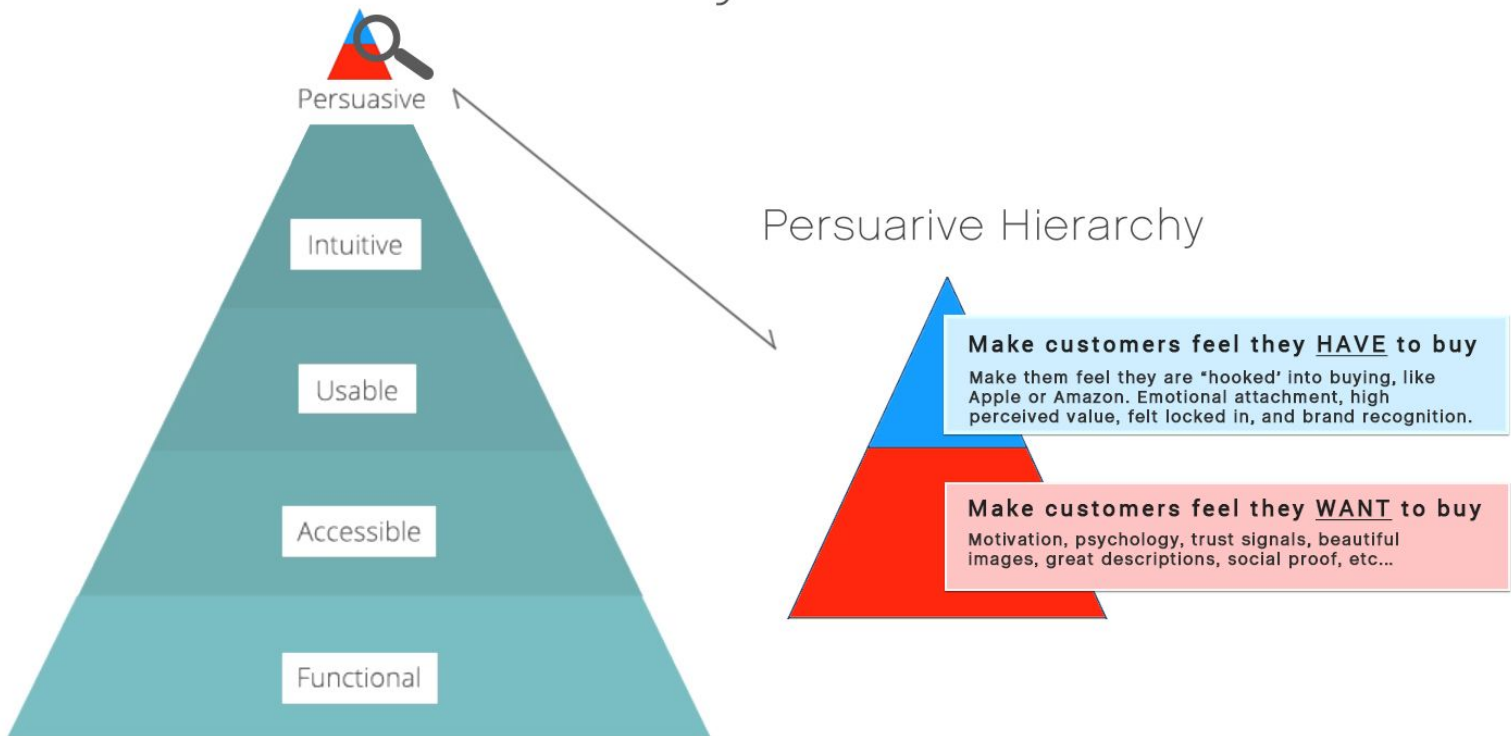 Persuasive
Intuitive
Usable
Accessible
Functional
Persuarive Hierarchy
Make customers feel they HAVE to buy
Make them feel they are "hooked' into buying, like
Apple or Amazon. Emotional attachment, high
perceived value, felt locked in, and brand recognition.
Make customers feel they WANT to buy
Motivation, psychology, trust signals, beautiful
images, great descriptions, social proof, etc...